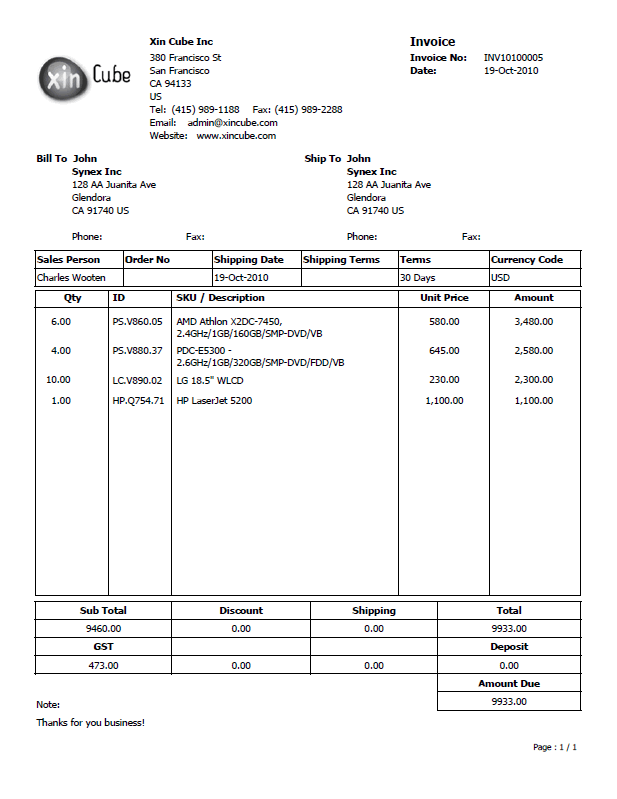 xin Cube
Xin Cube Inc
380 Francisco St
San Francisco
CA 94133
US
Tel: (415) 989-1188 Fax: (415) 989-2288
Email: admin@xincube.com
Website: www.xincube.com
Invoice
Invoice No: INV10100005
Date: 19-Oct-2010
Bill To John
Synex Inc
128 AA Juanita Ave
Glendora
CA 91740 US
Phone: Fax:
Ship To John
Synex Inc
128 AA Juanita Ave
Glendora
CA 91740 US
Phone: Fax:
Sales Person Order No Shipping Date Shipping Terms Terms Currency Code
Charles Wooten 19-Oct-2010 30 Days USD
Qty ID SKU / Description Unit Price Amount
6.00 PS.V860.05 AMD Athlon X2DC-7450, 580.00 3,480.00
2.4GHz/1GB/160GB/SMP-DVD/VB
4.00 PS.V880.37 PDC-E5300 - 645.00 2,580.00
2.6GHz/1GB/320GB/SMP-DVD/FDD/VB
10.00 LC.V890.02 LG 18.5" WLCD 230.00 2,300.00
1.00 HP.Q754.71 HP LaserJet 5200 1,100.00 1,100.00
Sub Total Discount Shipping Total
9460.00 0.00 0.00 9933.00
GST Deposit
473.00 0.00 0.00 0.00
Amount Due
9933.00
Note:
Thanks for you business!
Page : 1 / 1